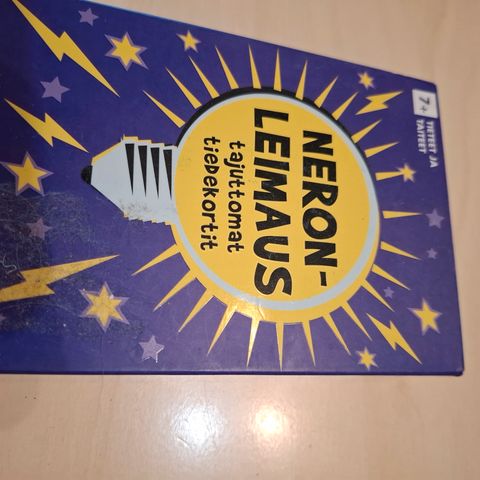 7+
TIETEET JA
TAITEET
NERON-
LEIMAUS
tajuttomat
tieDekortit